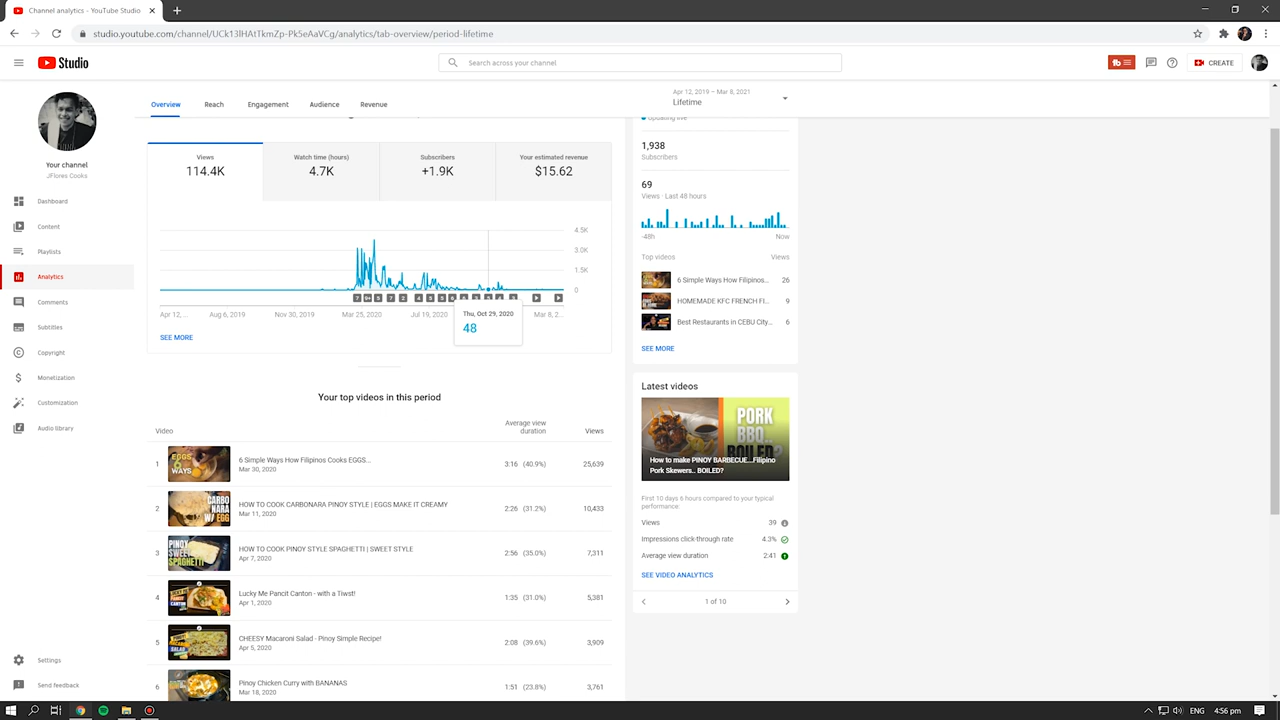 Channel analytics - YouTube Studio
studio.youtube.com/channel/UCk13lHAtTkmZp-Pk5eAaVCg/analytics/tab-overview/period-lifetime
Studio
Search across your channel
CREATE
Your channel
JFlores Cooks
Dashboard
Content
Playlists
Analytics
Comments
Subtitles
Copyright
Monetization
Customization
Audio library
Settings
Send feedback
Overview Reach Engagement Audience Revenue
Apr 12, 2019 – Mar 8, 2021
Lifetime
Views
114.4K
Watch time (hours)
4.7K
Subscribers
+1.9K
Your estimated revenue
$15.62
4.5K
3.0K
1.5K
0
Apr 12, ... Aug 6, 2019 Nov 30, 2019 Mar 25, 2020 Jul 19, 2020 Mar 8, 2...
Thu, Oct 29, 2020
48
SEE MORE
Your top videos in this period
Video Average view duration Views
1 6 Simple Ways How Filipinos Cooks EGGS... 3:16 (40.9%) 25,639
Mar 30, 2020
2 HOW TO COOK CARBONARA PINOY STYLE | EGGS MAKE IT CREAMY 2:26 (31.2%) 10,433
Mar 11, 2020
3 HOW TO COOK PINOY STYLE SPAGHETTI | SWEET STYLE 2:56 (35.0%) 7,311
Apr 7, 2020
4 Lucky Me Pancit Canton - with a Tiwst! 1:35 (31.0%) 5,381
Apr 1, 2020
5 CHEESY Macaroni Salad - Pinoy Simple Recipe! 2:08 (39.6%) 3,909
Apr 5, 2020
6 Pinoy Chicken Curry with BANANAS 1:51 (23.8%) 3,761
Mar 18, 2020
Updating live
1,938
Subscribers
69
Views · Last 48 hours
-48h Now
Top videos Views
6 Simple Ways How Filipinos... 26
HOMEMADE KFC FRENCH FI... 9
Best Restaurants in CEBU City... 6
SEE MORE
Latest videos
PORK
BBQ...
BOILED?
How to make PINOY BARBECUE...Filipino
Pork Skewers.. BOILED?
First 10 days 6 hours compared to your typical
performance:
Views 39
Impressions click-through rate 4.3%
Average view duration 2:41
SEE VIDEO ANALYTICS
1 of 10
4:56 pm